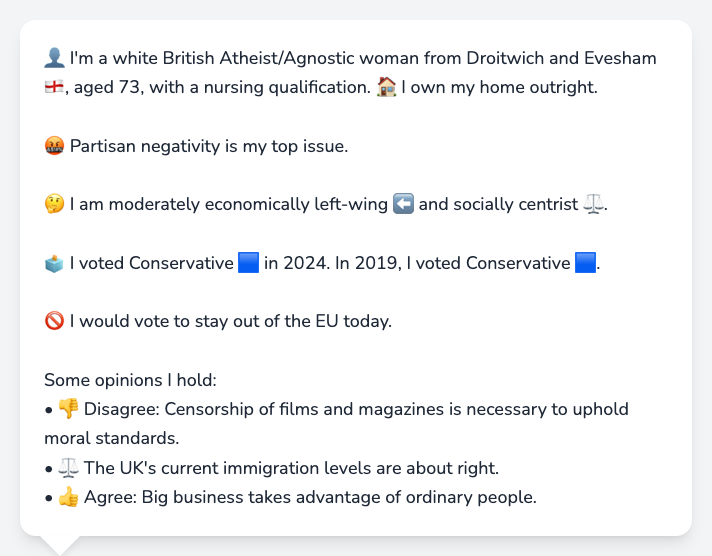 👤 I'm a white British Atheist/Agnostic woman from Droitwich and Evesham
🏴󠁧󠁢󠁥󠁮󠁧󠁿, aged 73, with a nursing qualification. 🏠 I own my home outright.
🤬 Partisan negativity is my top issue.
🤔 I am moderately economically left-wing ⬅️ and socially centrist ⚖️.
🗳️ I voted Conservative 🟦 in 2024. In 2019, I voted Conservative 🟦.
🚫 I would vote to stay out of the EU today.
Some opinions I hold:
• 👎 Disagree: Censorship of films and magazines is necessary to uphold
moral standards.
• ⚖️ The UK's current immigration levels are about right.
• 👍 Agree: Big business takes advantage of ordinary people.